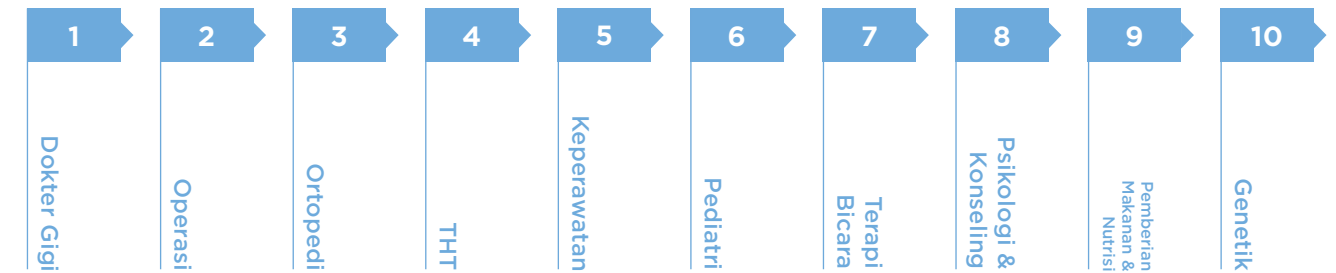 1
2
3
4
5
6
7
8
9
10
Dokter Gigi
Operasi
Ortopedi
THT
Keperawatan
Pediatri
Terapi
Bicara
Psikologi &
Konseling
Pemberian
Makanan &
Nutrisi
Genetik